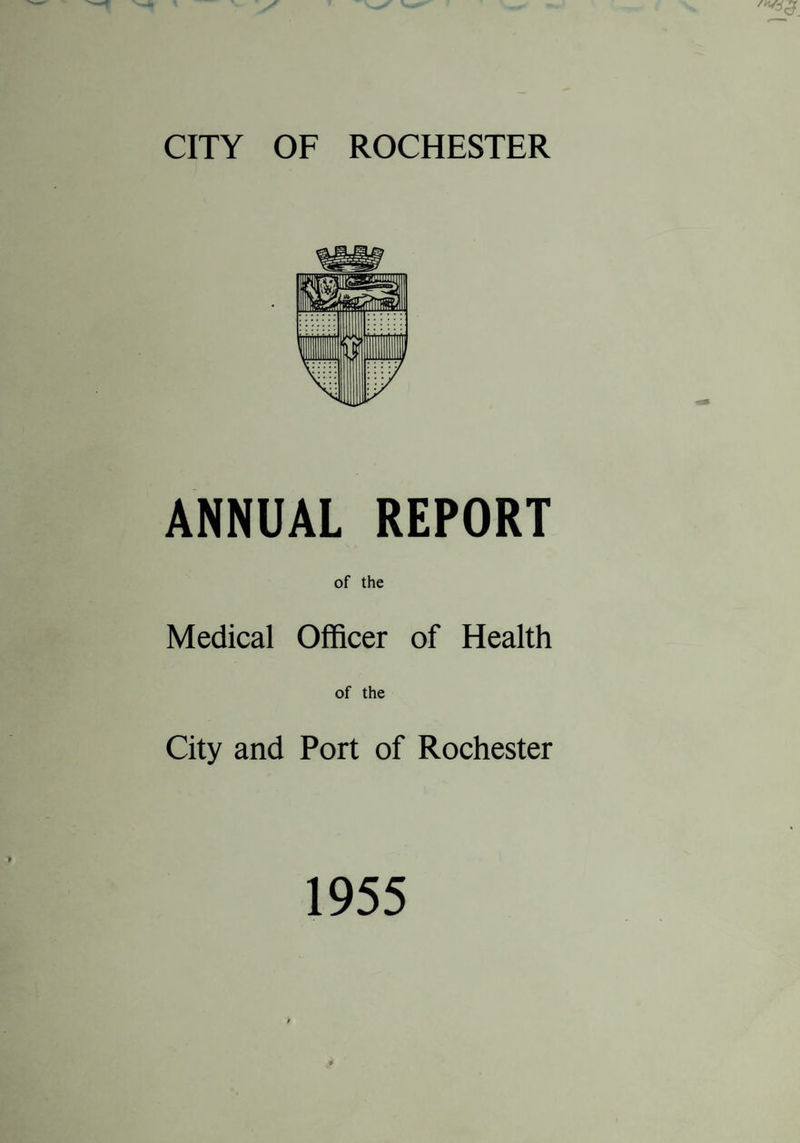 CITY OF ROCHESTER
ANNUAL REPORT
of the
Medical Officer of Health
of the
City and Port of Rochester
1955